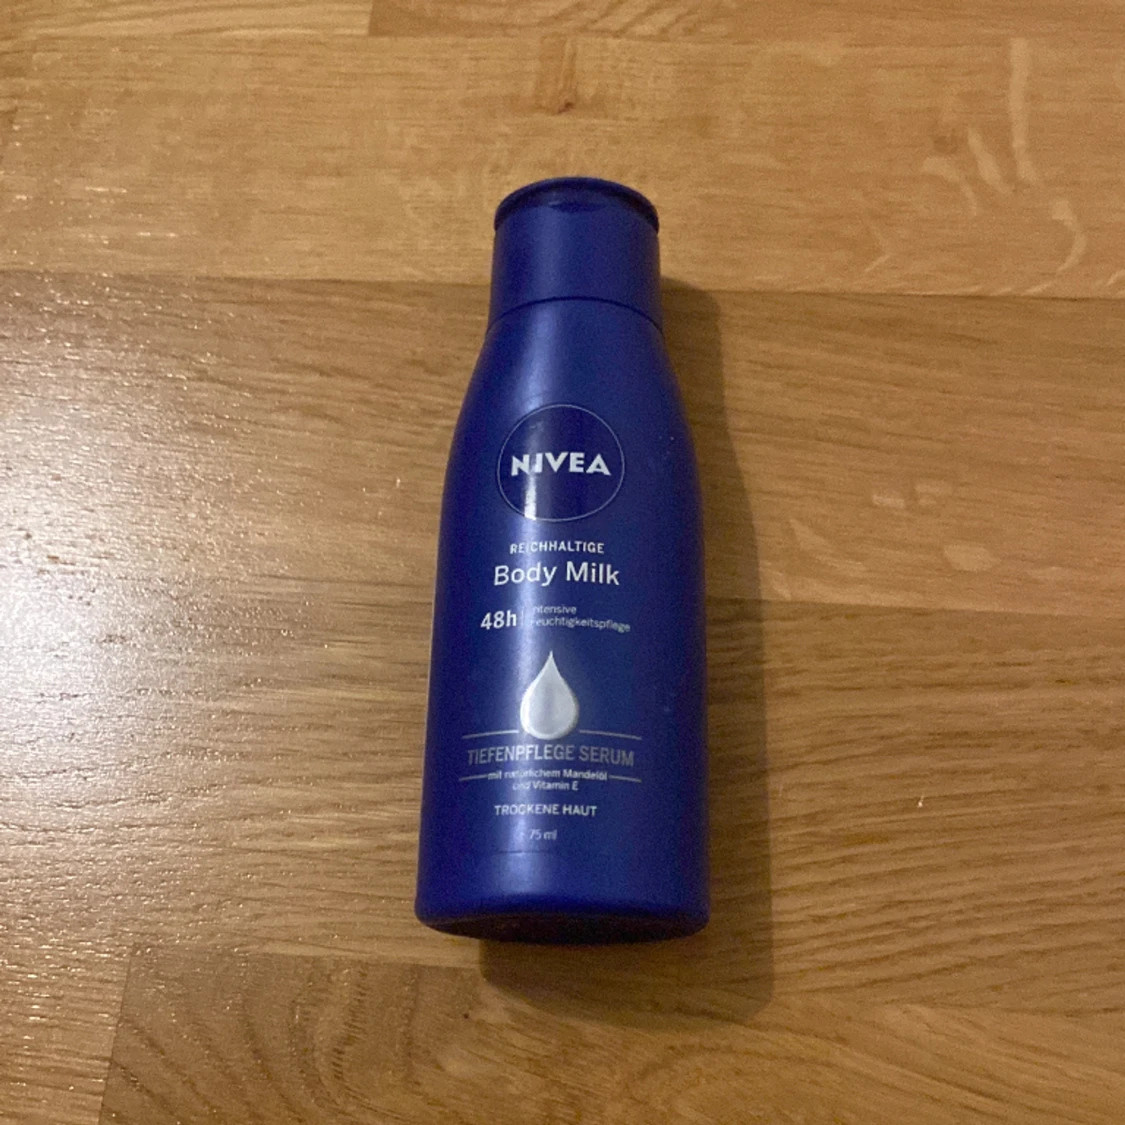 NIVEA
REICHHALTIGE
Body Milk
48h intensive
Feuchtigkeitspflege
TIEFENPFLEGE SERUM
mit natürlichem Mandelöl
und Vitamin E
TROCKENE HAUT
75 ml